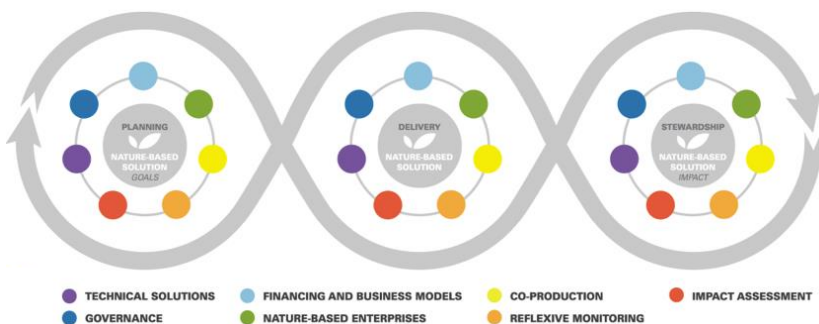 PLANNING
NATURE-BASED
SOLUTION
GOALS
DELIVERY
NATURE-BASED
SOLUTION
STEWARDSHIP
NATURE-BASED
SOLUTION
IMPACT
TECHNICAL SOLUTIONS
FINANCING AND BUSINESS MODELS
CO-PRODUCTION
IMPACT ASSESSMENT
GOVERNANCE
NATURE-BASED ENTERPRISES
REFLEXIVE MONITORING